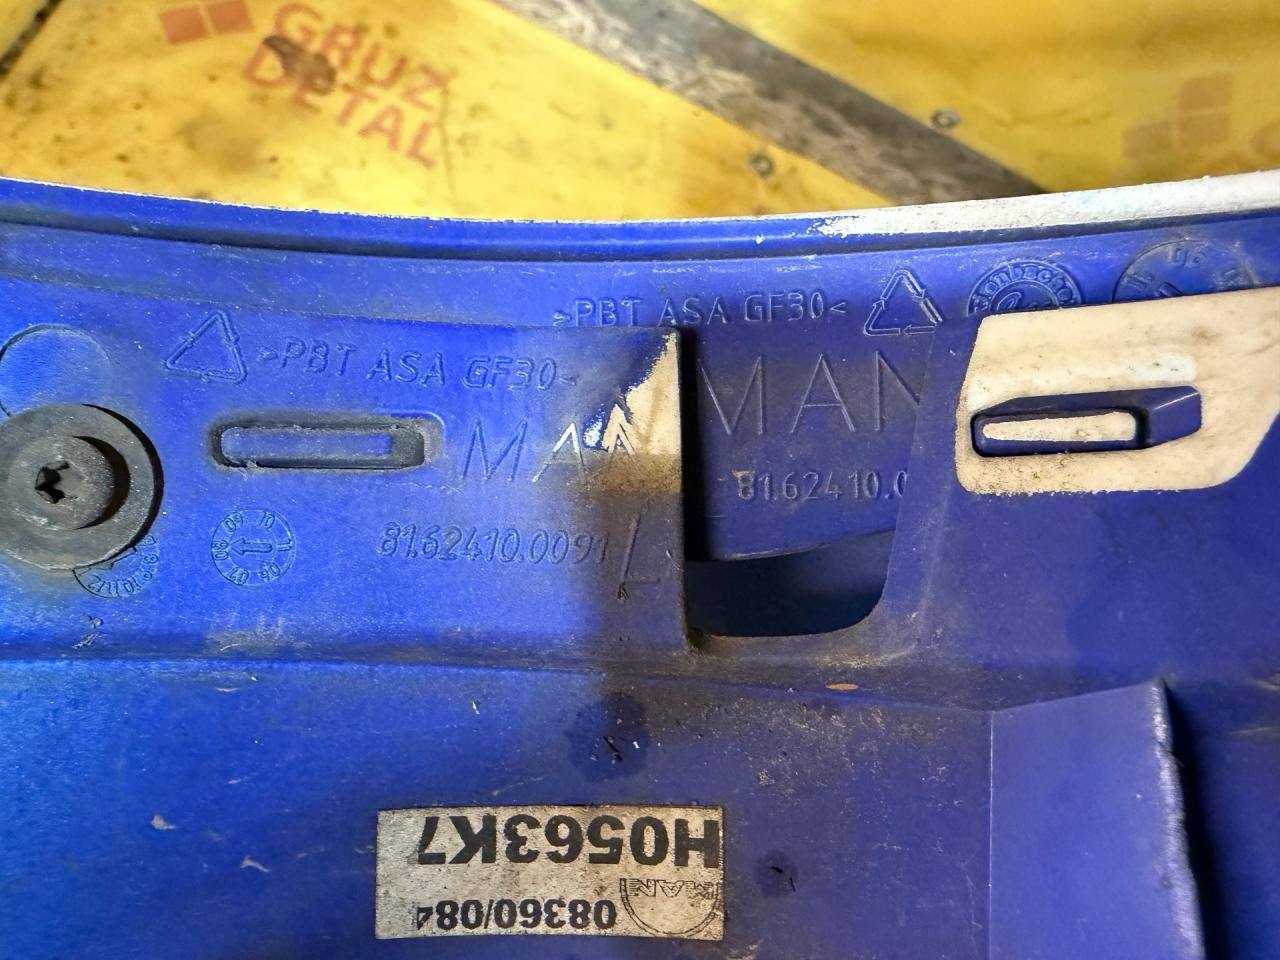 GRUZ
DETAL
>PBT ASA GF30<
>PBT ASA GF30<
MAN
MAN
81.62410.0
81.62410.0091
L
H0563K7
MAN
08360/084